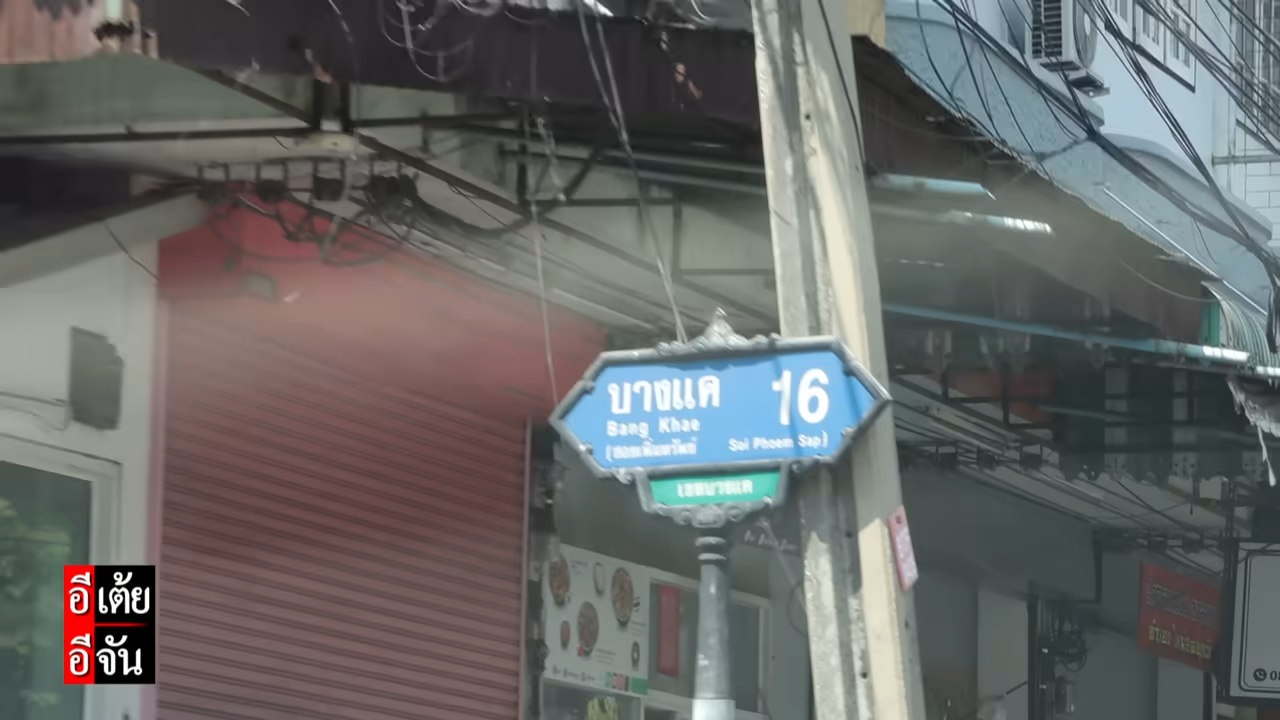 บางแค 16
Bang Khae
(ซอยเพิ่มทรัพย์ Soi Phoem Sap)
เขตบางแค
อีเต้ย
อีจัน